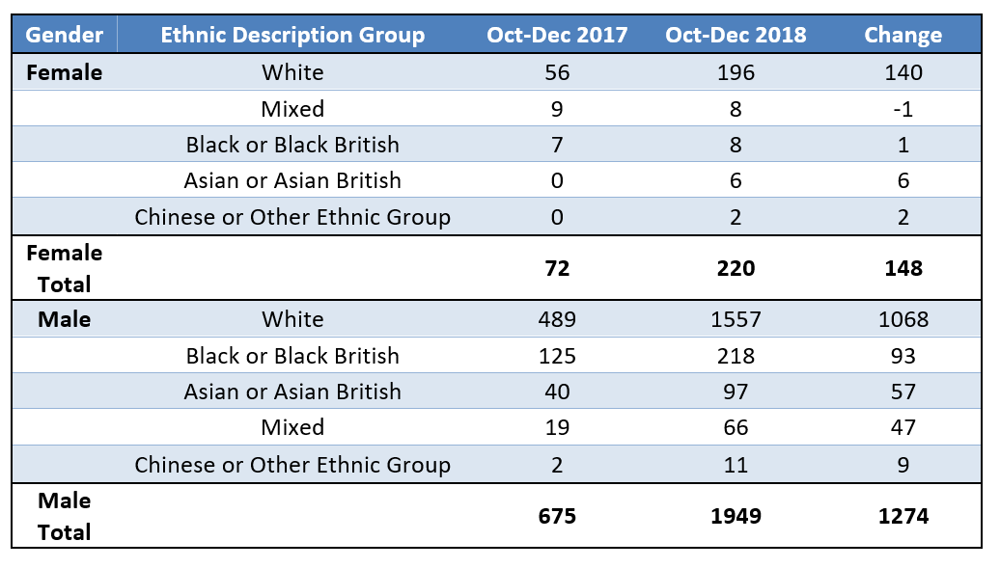 Gender Ethnic Description Group Oct-Dec 2017 Oct-Dec 2018 Change
Female White 56 196 140
Mixed 9 8 -1
Black or Black British 7 8 1
Asian or Asian British 0 6 6
Chinese or Other Ethnic Group 0 2 2
Female
Total 72 220 148
Male White 489 1557 1068
Black or Black British 125 218 93
Asian or Asian British 40 97 57
Mixed 19 66 47
Chinese or Other Ethnic Group 2 11 9
Male
Total 675 1949 1274